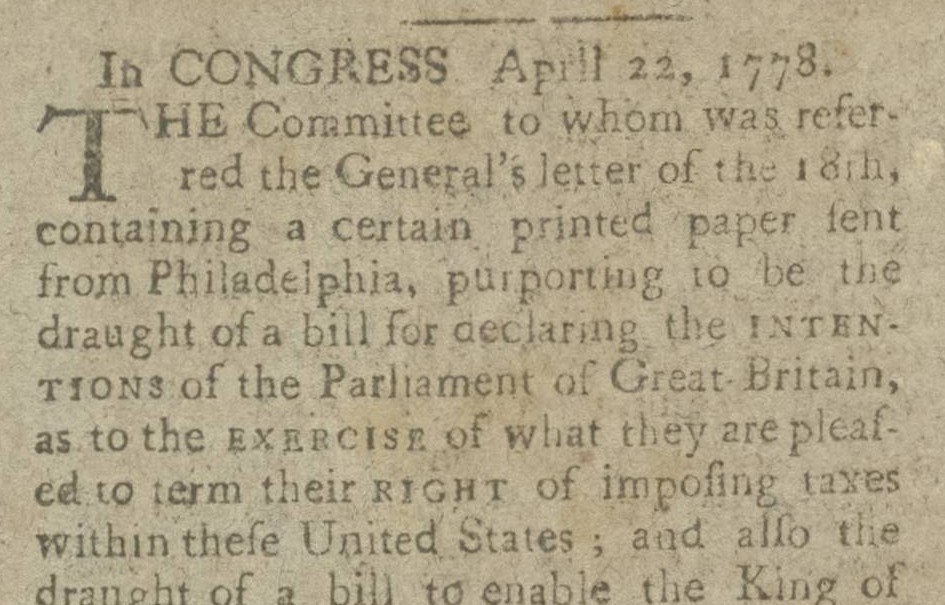 In CONGRESS April 22, 1778.
THE Committee to whom was refer-
red the General's letter of the 18th,
containing a certain printed paper ſent
from Philadelphia, purporting to be the
draught of a bill for declaring the INTEN-
TIONS of the Parliament of Great-Britain,
as to the EXERCISE of what they are pleaſ-
ed to term their RIGHT of impoſing taxes
within theſe United States ; and alſo the
draught of a bill to enable the King of